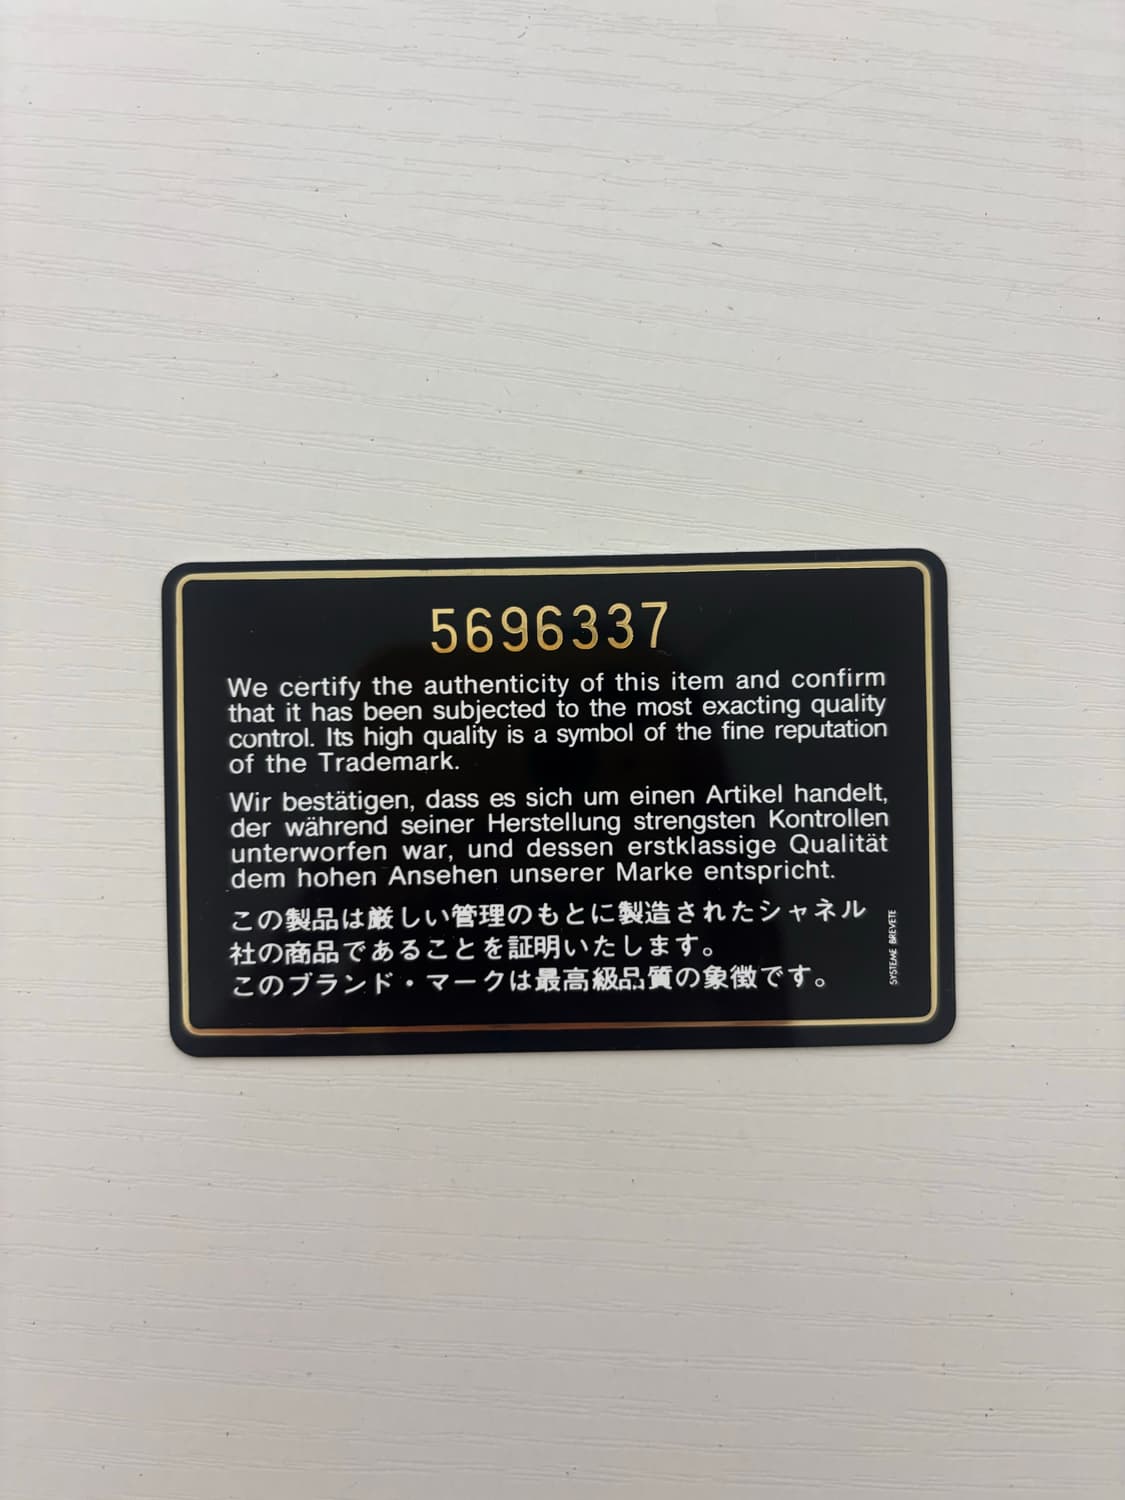 5696337
We certify the authenticity of this item and confirm
that it has been subjected to the most exacting quality
control. Its high quality is a symbol of the fine reputation
of the Trademark.
Wir bestätigen, dass es sich um einen Artikel handelt,
der während seiner Herstellung strengsten Kontrollen
unterworfen war, und dessen erstklassige Qualität
dem hohen Ansehen unserer Marke entspricht.
この製品は厳しい管理のもとに製造されたシャネル
社の商品であることを証明いたします。
このブランド・マークは最高級品質の象徴です。
SYSTEME BREVETE